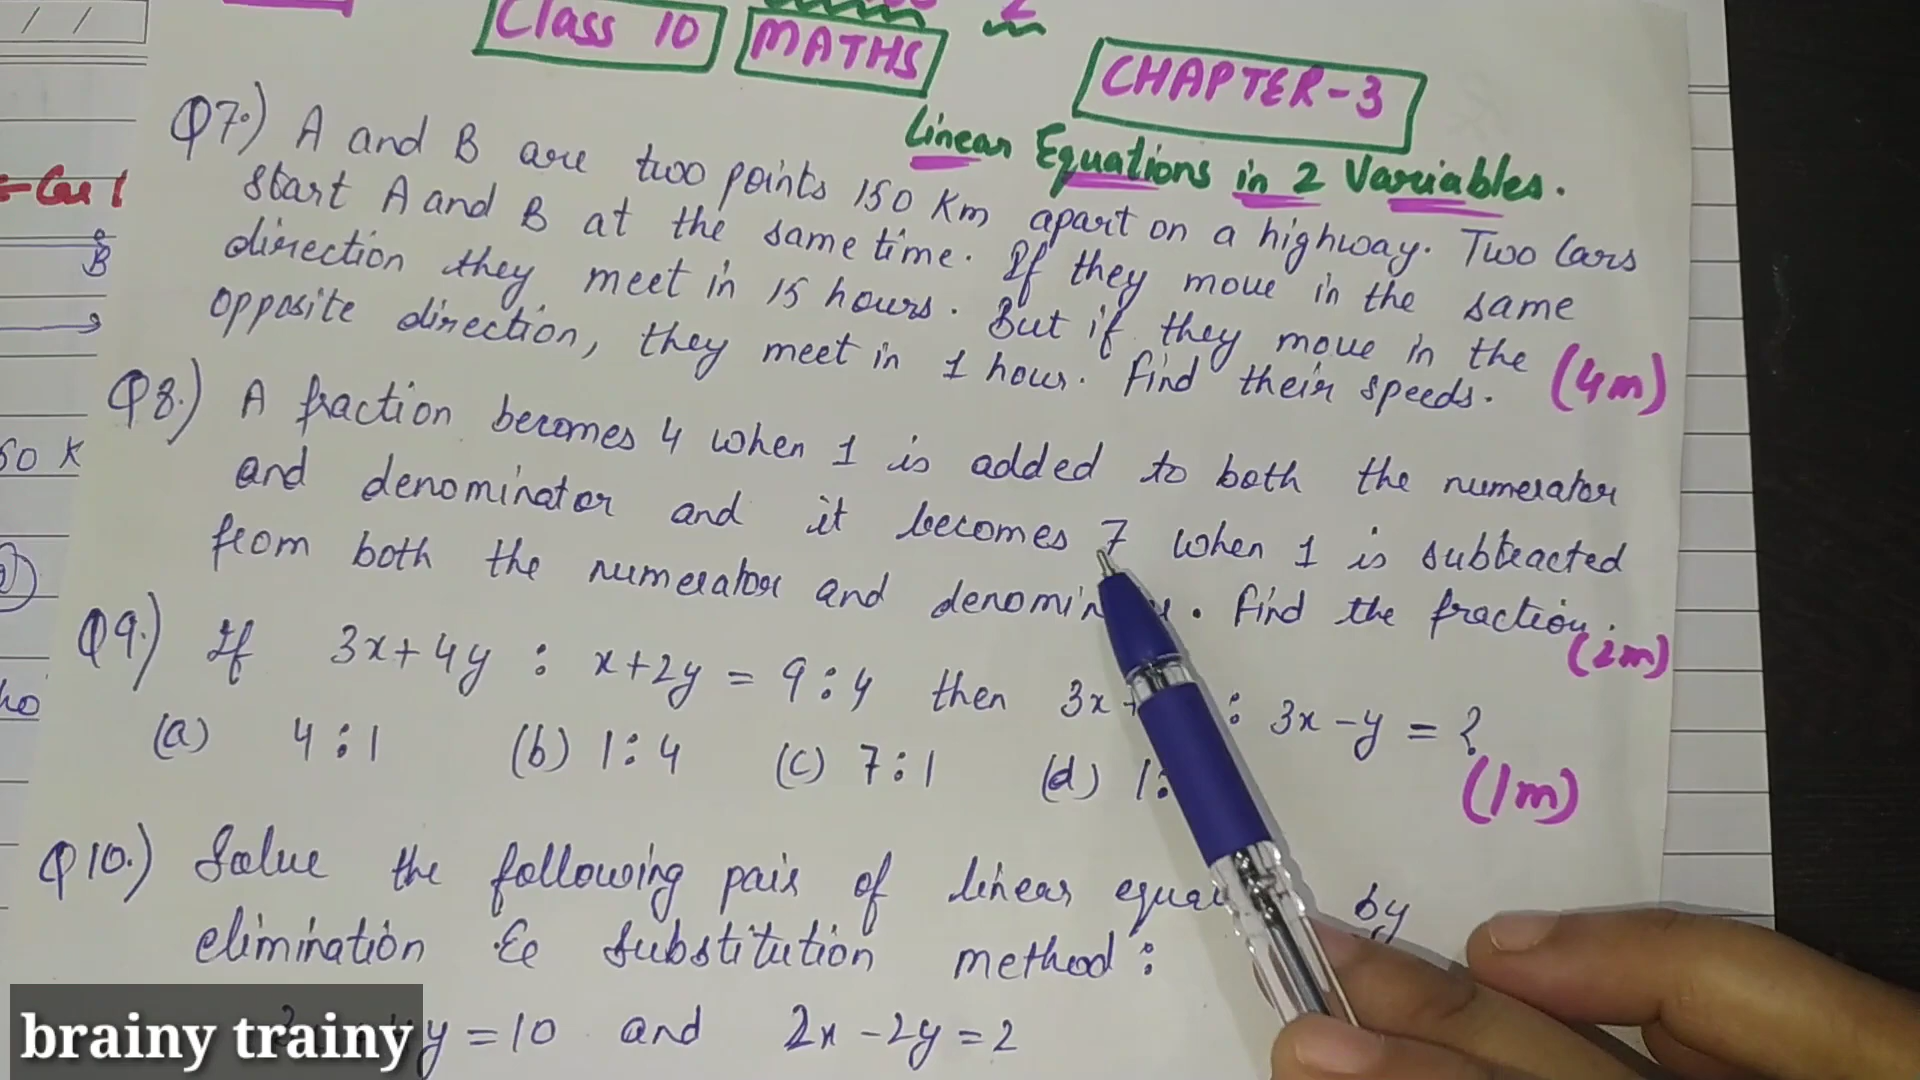 / /
Class 10 MATHS
CHAPTER-3
Linear Equations in 2 Variables.
Q7.) A and B are two points 150 Km apart on a highway. Two Cars
start A and B at the same time. If they move in the same
direction they meet in 15 hours. But if they move in the
opposite direction, they meet in 1 hour. Find their speeds. (4m)
Q8.) A fraction becomes 4 when 1 is added to both the numerator
and denominator and it becomes 7 when 1 is subtracted
from both the numerator and denomin . Find the fraction.
(2m)
Q9.) If 3x+4y : x+2y = 9:4 then 3x+ : 3x-y = ?
(a) 4:1 (b) 1:4 (c) 7:1 (d) 1:
(1m)
Q10.) Solve the following pair of linear equa by
elimination & Substitution method:
y = 10 and 2x-2y=2
B
50 K
brainy trainy